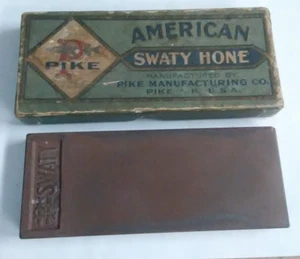 AMERICAN
SWATY HONE
PIKE
MANUFACTURED BY
PIKE MANUFACTURING CO.
PIKE N.H. U.S.A.
SWATY